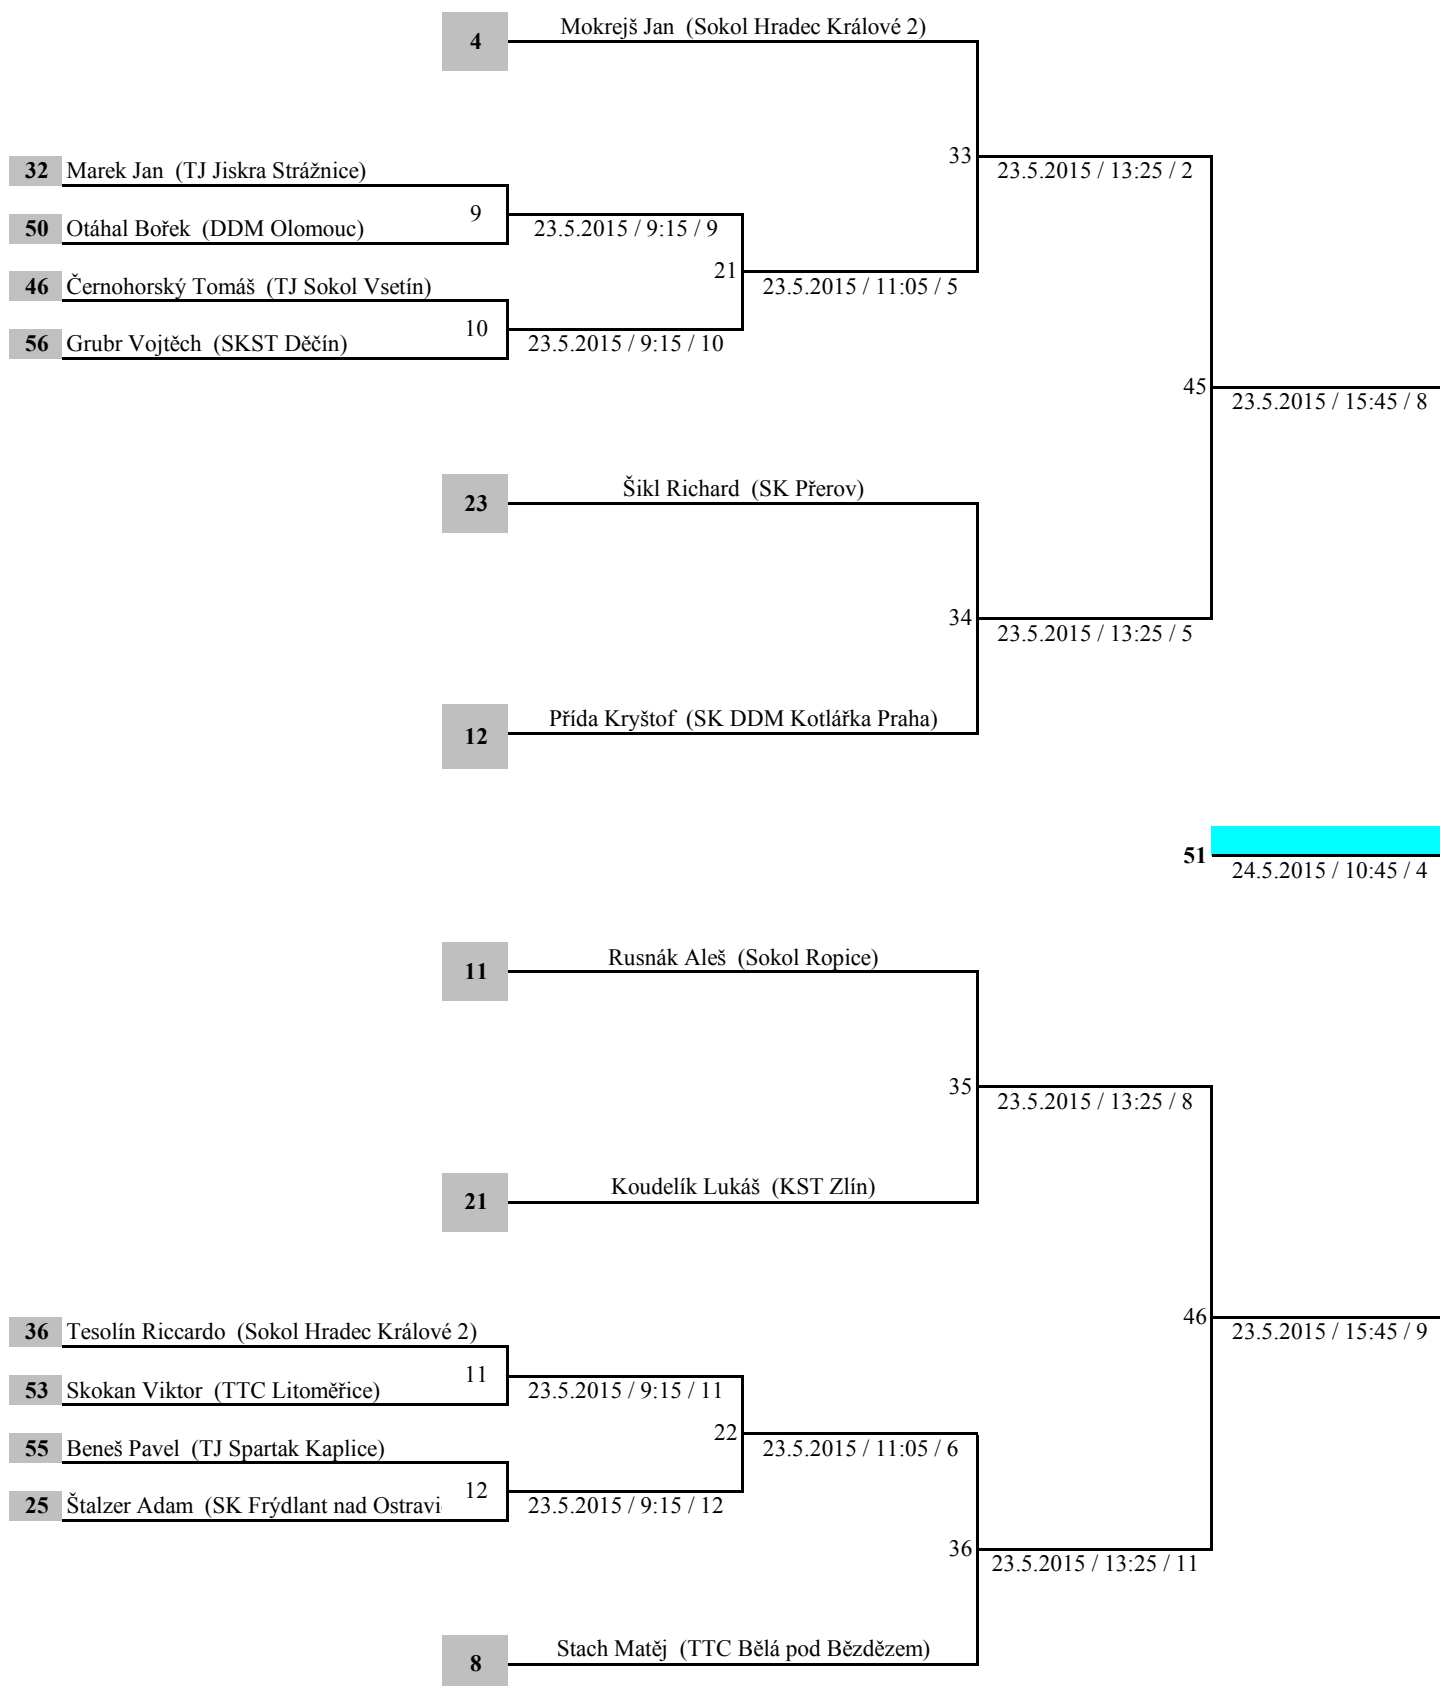 4 Mokrejš Jan (Sokol Hradec Králové 2)
33
23.5.2015 / 13:25 / 2
32 Marek Jan (TJ Jiskra Strážnice)
9
50 Otáhal Bořek (DDM Olomouc)
23.5.2015 / 9:15 / 9
21
46 Černohorský Tomáš (TJ Sokol Vsetín)
23.5.2015 / 11:05 / 5
10
56 Grubr Vojtěch (SKST Děčín)
23.5.2015 / 9:15 / 10
45
23.5.2015 / 15:45 / 8
23 Šikl Richard (SK Přerov)
34
23.5.2015 / 13:25 / 5
12 Přída Kryštof (SK DDM Kotlářka Praha)
51
24.5.2015 / 10:45 / 4
11 Rusnák Aleš (Sokol Ropice)
35
23.5.2015 / 13:25 / 8
21 Koudelík Lukáš (KST Zlín)
46
23.5.2015 / 15:45 / 9
36 Tesolín Riccardo (Sokol Hradec Králové 2)
11
53 Skokan Viktor (TTC Litoměřice)
23.5.2015 / 9:15 / 11
22
55 Beneš Pavel (TJ Spartak Kaplice)
23.5.2015 / 11:05 / 6
12
25 Štalzer Adam (SK Frýdlant nad Ostravi
23.5.2015 / 9:15 / 12
36
23.5.2015 / 13:25 / 11
8 Stach Matěj (TTC Bělá pod Bězdězem)